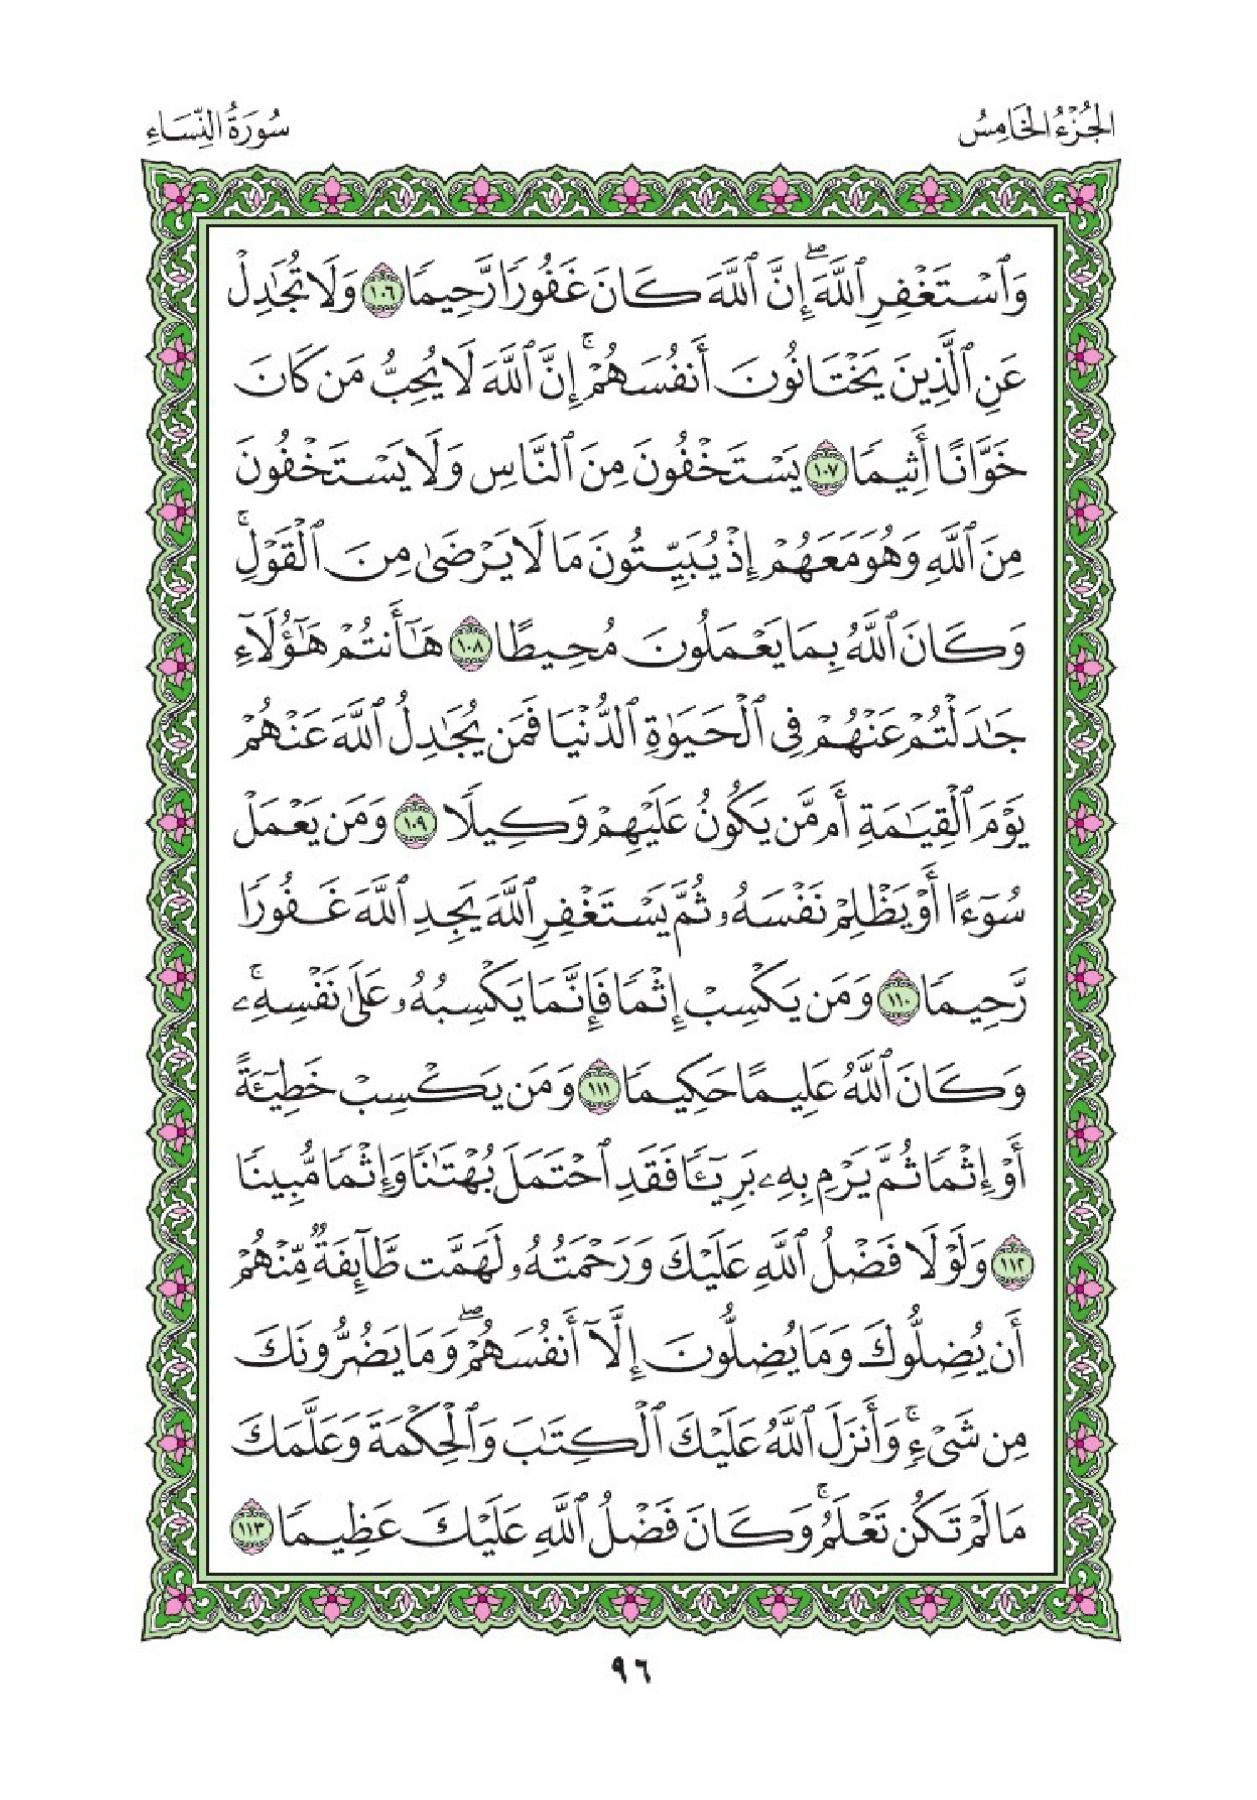 الجُزْءُ الخَامِسُ
سُورَةُ النِّسَاءِ
وَٱسْتَغْفِرِ ٱللَّهَۖ إِنَّ ٱللَّهَ كَانَ غَفُورٗا رَّحِيمٗا ١٠٦ وَلَا تُجَٰدِلْ
عَنِ ٱلَّذِينَ يَخْتَانُونَ أَنفُسَهُمْۚ إِنَّ ٱللَّهَ لَا يُحِبُّ مَن كَانَ
خَوَّانًا أَثِيمٗا ١٠٧ يَسْتَخْفُونَ مِنَ ٱلنَّاسِ وَلَا يَسْتَخْفُونَ
مِنَ ٱللَّهِ وَهُوَ مَعَهُمْ إِذْ يُبَيِّتُونَ مَا لَا يَرْضَىٰ مِنَ ٱلْقَوْلِۚ
وَكَانَ ٱللَّهُ بِمَا يَعْمَلُونَ مُحِيطًا ١٠٨ هَٰٓأَنتُمْ هَٰٓؤُلَآءِ
جَٰدَلْتُمْ عَنْهُمْ فِى ٱلْحَيَوٰةِ ٱلدُّنْيَا فَمَن يُجَٰدِلُ ٱللَّهَ عَنْهُمْ
يَوْمَ ٱلْقِيَٰمَةِ أَم مَّن يَكُونُ عَلَيْهِمْ وَكِيلٗا ١٠٩ وَمَن يَعْمَلْ
سُوٓءًا أَوْ يَظْلِمْ نَفْسَهُۥ ثُمَّ يَسْتَغْفِرِ ٱللَّهَ يَجِدِ ٱللَّهَ غَفُورٗا
رَّحِيمٗا ١١٠ وَمَن يَكْسِبْ إِثْمٗا فَإِنَّمَا يَكْسِبُهُۥ عَلَىٰ نَفْسِهِۦۚ
وَكَانَ ٱللَّهُ عَلِيمًا حَكِيمٗا ١١١ وَمَن يَكْسِبْ خَطِيٓـَٔةً
أَوْ إِثْمٗا ثُمَّ يَرْمِ بِهِۦ بَرِيٓـٔٗا فَقَدِ ٱحْتَمَلَ بُهْتَٰنٗا وَإِثْمٗا مُّبِينٗا
١١٢ وَلَوْلَا فَضْلُ ٱللَّهِ عَلَيْكَ وَرَحْمَتُهُۥ لَهَمَّت طَّآئِفَةٞ مِّنْهُمْ
أَن يُضِلُّوكَ وَمَا يُضِلُّونَ إِلَّآ أَنفُسَهُمْۖ وَمَا يَضُرُّونَكَ
مِن شَىْءٍۚ وَأَنزَلَ ٱللَّهُ عَلَيْكَ ٱلْكِتَٰبَ وَٱلْحِكْمَةَ وَعَلَّمَكَ
مَا لَمْ تَكُن تَعْلَمُۚ وَكَانَ فَضْلُ ٱللَّهِ عَلَيْكَ عَظِيمٗا ١١٣
٩٦